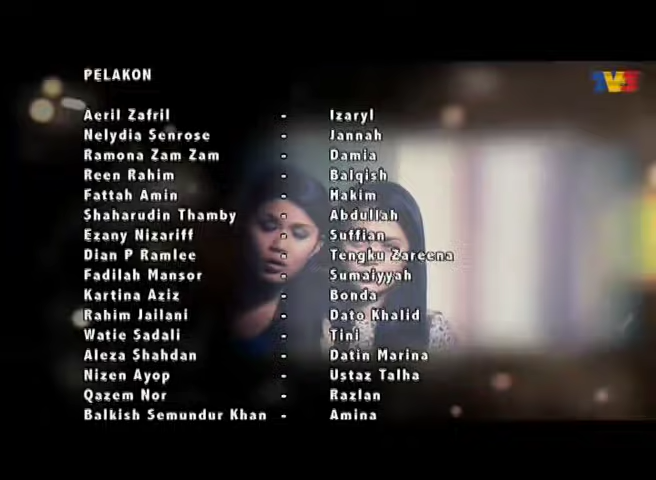 PELAKON
TV3
Aeril Zafril - Izaryl
Nelydia Senrose - Jannah
Ramona Zam Zam - Damia
Reen Rahim - Balqish
Fattah Amin - Hakim
Shaharudin Thamby - Abdullah
Ezany Nizariff - Suffian
Dian P Ramlee - Tengku Zareena
Fadilah Mansor - Sumaiyyah
Kartina Aziz - Bonda
Rahim Jailani - Dato Khalid
Watie Sadali - Tini
Aleza Shahdan - Datin Marina
Nizen Ayop - Ustaz Talha
Qazem Nor - Razlan
Balkish Semundur Khan - Amina